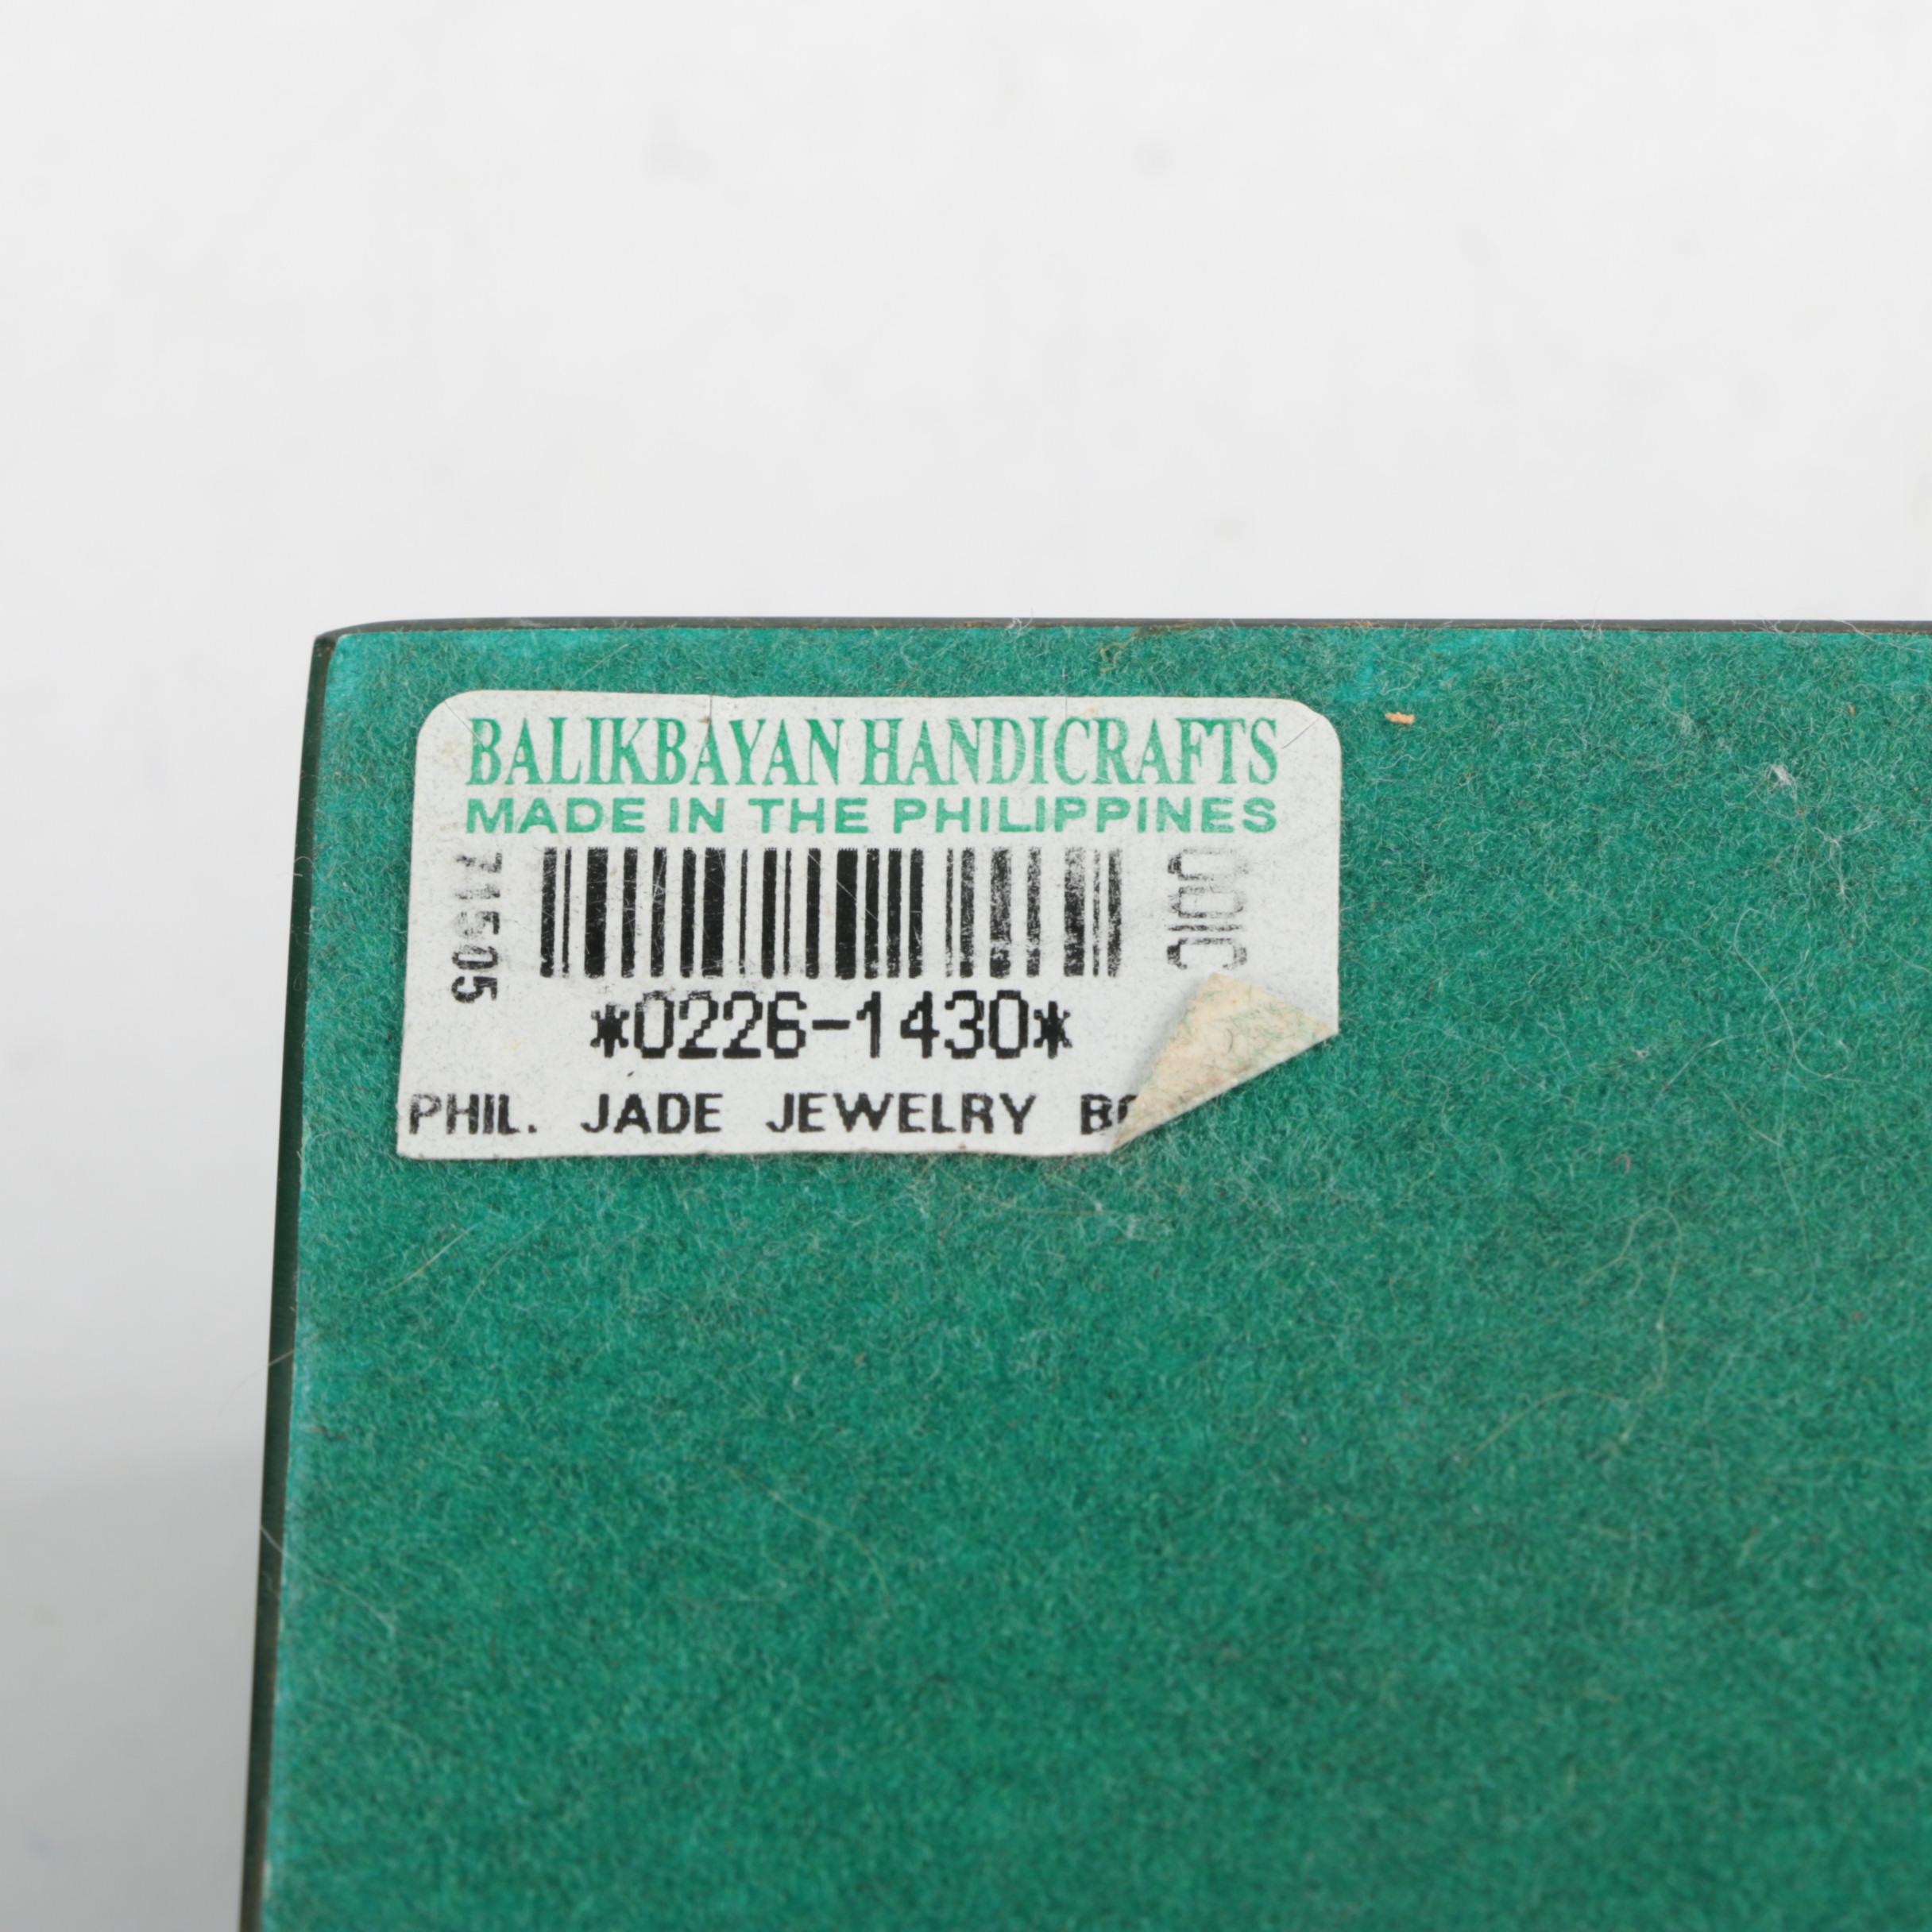 BALIKBAYAN HANDICRAFTS
MADE IN THE PHILIPPINES
71505
*0226-1430*
PHIL. JADE JEWELRY